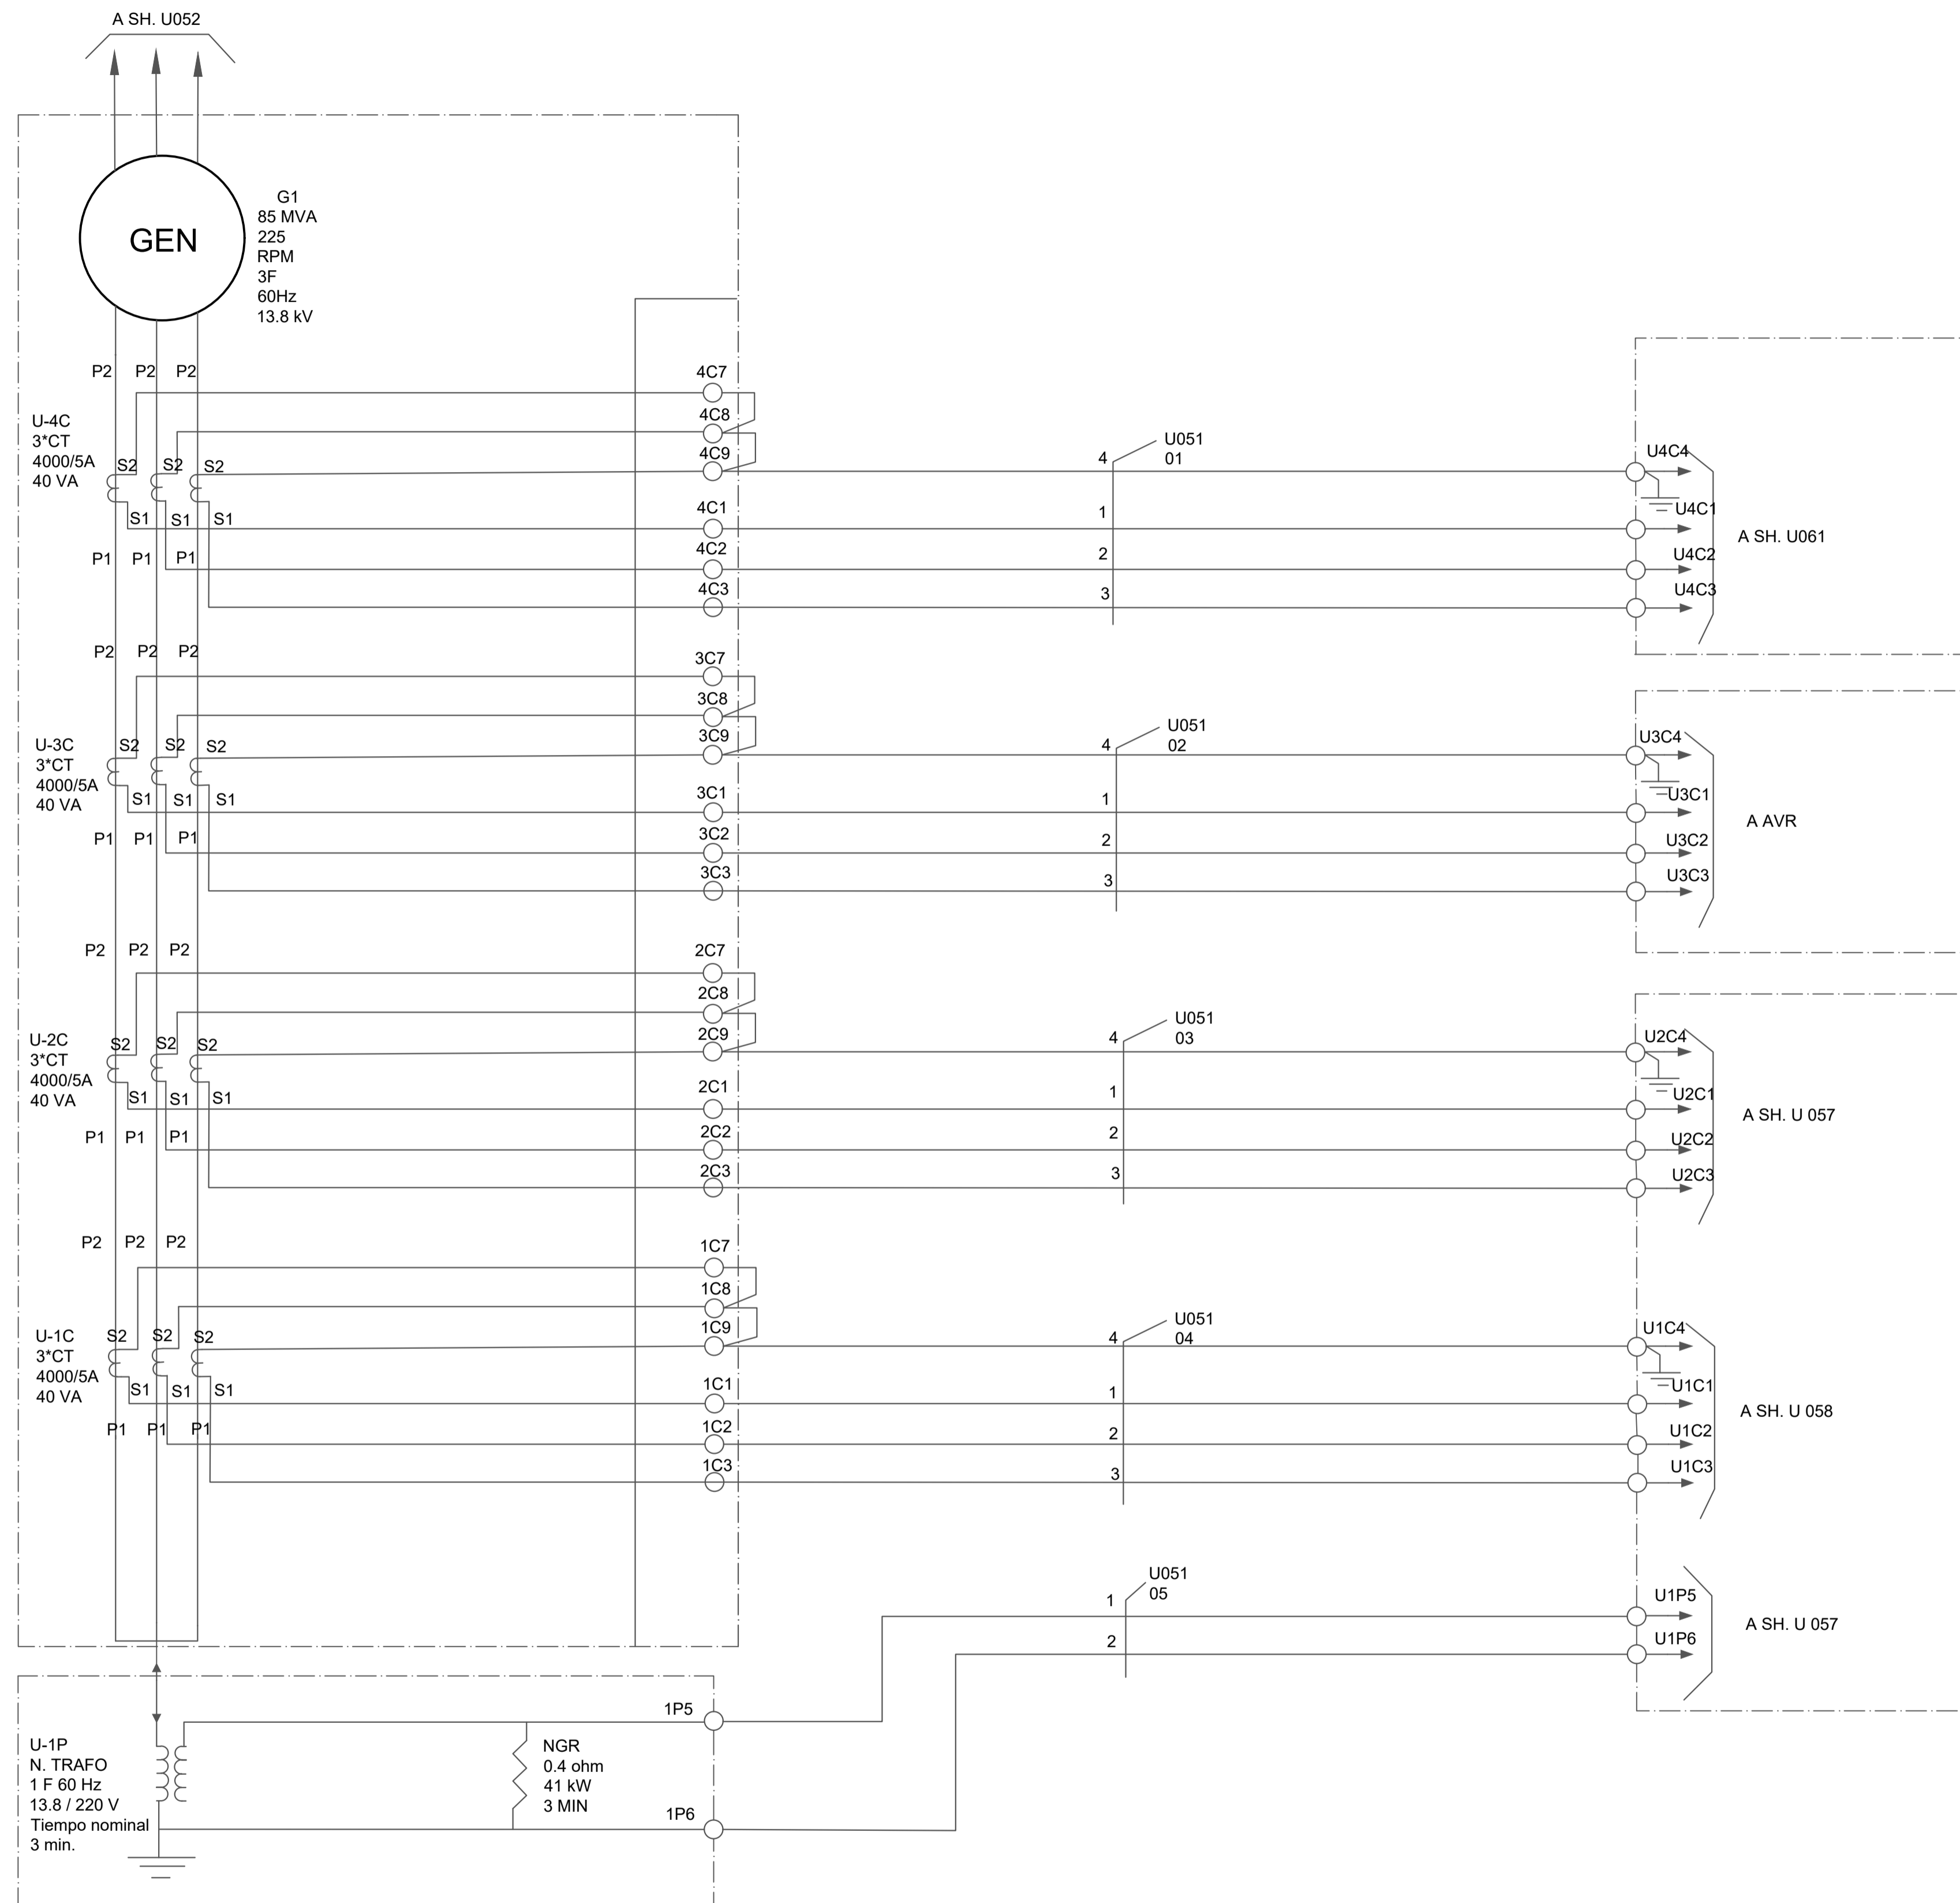 A SH. U052
GEN
G1
85 MVA
225
RPM
3F
60Hz
13.8 kV
P2 P2 P2
U-4C
3*CT
4000/5A
40 VA
S2 S2 S2
S1 S1 S1
P1 P1 P1
4C7
4C8
4C9
4C1
4C2
4C3
U051
01
4
1
2
3
U4C4
U4C1
U4C2
U4C3
A SH. U061
P2 P2 P2
U-3C
3*CT
4000/5A
40 VA
S2 S2 S2
S1 S1 S1
P1 P1 P1
3C7
3C8
3C9
3C1
3C2
3C3
U051
02
4
1
2
3
U3C4
U3C1
U3C2
U3C3
A AVR
P2 P2 P2
U-2C
3*CT
4000/5A
40 VA
S2 S2 S2
S1 S1 S1
P1 P1 P1
2C7
2C8
2C9
2C1
2C2
2C3
U051
03
4
1
2
3
U2C4
U2C1
U2C2
U2C3
A SH. U 057
P2 P2 P2
U-1C
3*CT
4000/5A
40 VA
S2 S2 S2
S1 S1 S1
P1 P1 P1
1C7
1C8
1C9
1C1
1C2
1C3
U051
04
4
1
2
3
U1C4
U1C1
U1C2
U1C3
A SH. U 058
U051
05
1
2
U1P5
U1P6
A SH. U 057
1P5
1P6
U-1P
N. TRAFO
1 F 60 Hz
13.8 / 220 V
Tiempo nominal
3 min.
NGR
0.4 ohm
41 kW
3 MIN